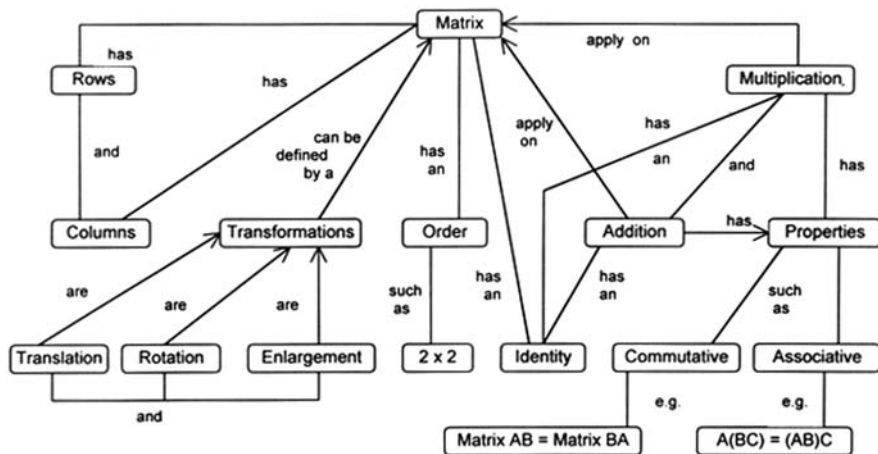 Matrix
has
apply on
Rows
Multiplication.
has
has
can be
defined
by a
has
an
apply
on
has
an
and
and
has
Columns
Transformations
Order
Addition
has
Properties
are
are
are
such
as
has
an
has
an
such
as
Translation
Rotation
Enlargement
2 x 2
Identity
Commutative
Associative
and
e.g.
e.g.
Matrix AB = Matrix BA
A(BC) = (AB)C